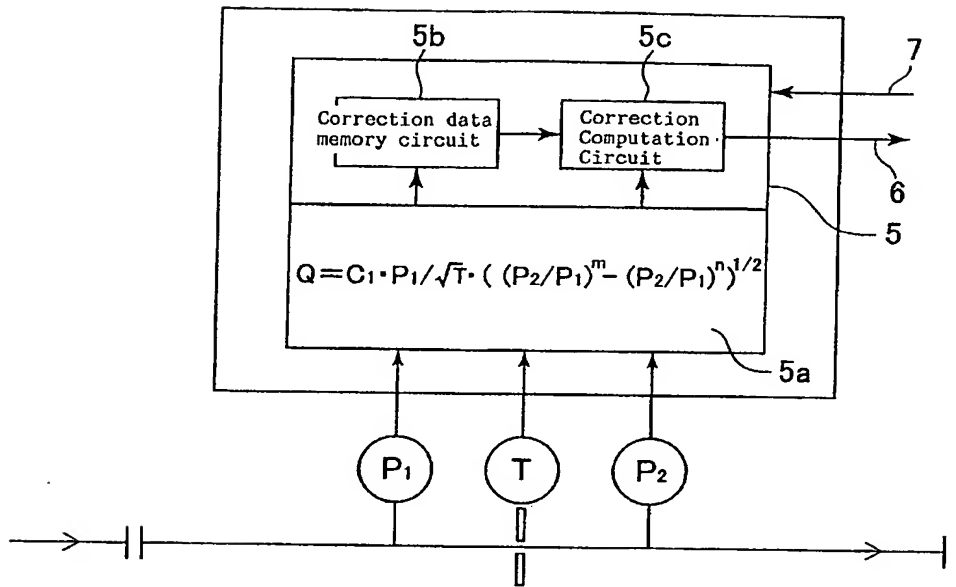 5b
5c
7
Correction data
memory circuit
Correction
Computation
Circuit
6
5
Q=C₁·P₁/√T·((P₂/P₁)ᵐ−(P₂/P₁)ⁿ)¹/²
5a
P₁
T
P₂